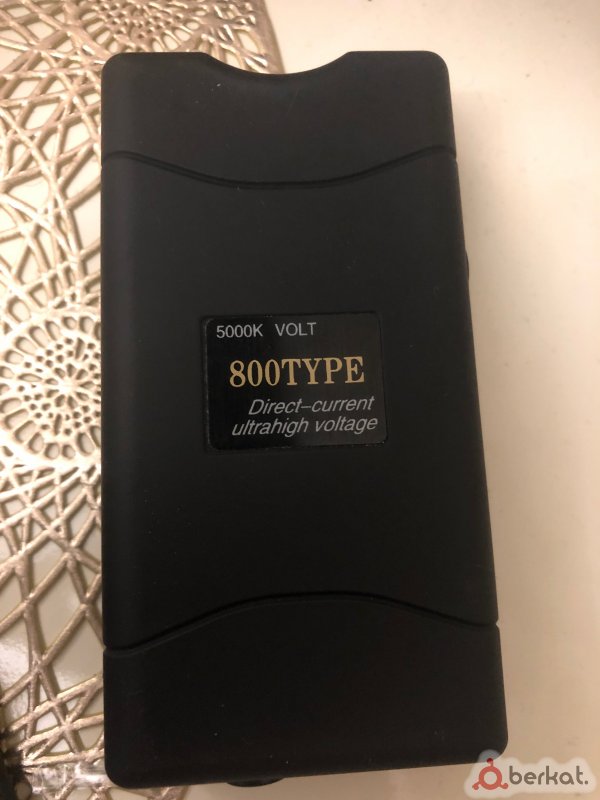 5000K VOLT
800TYPE
Direct-current
ultrahigh voltage
berkat.